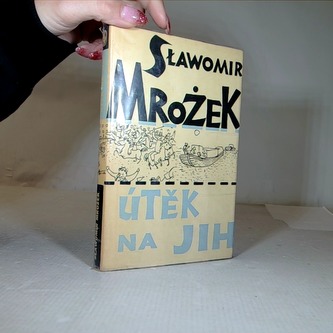 SŁAWOMIR
MROŻEK
ÚTĚK
NA JIH